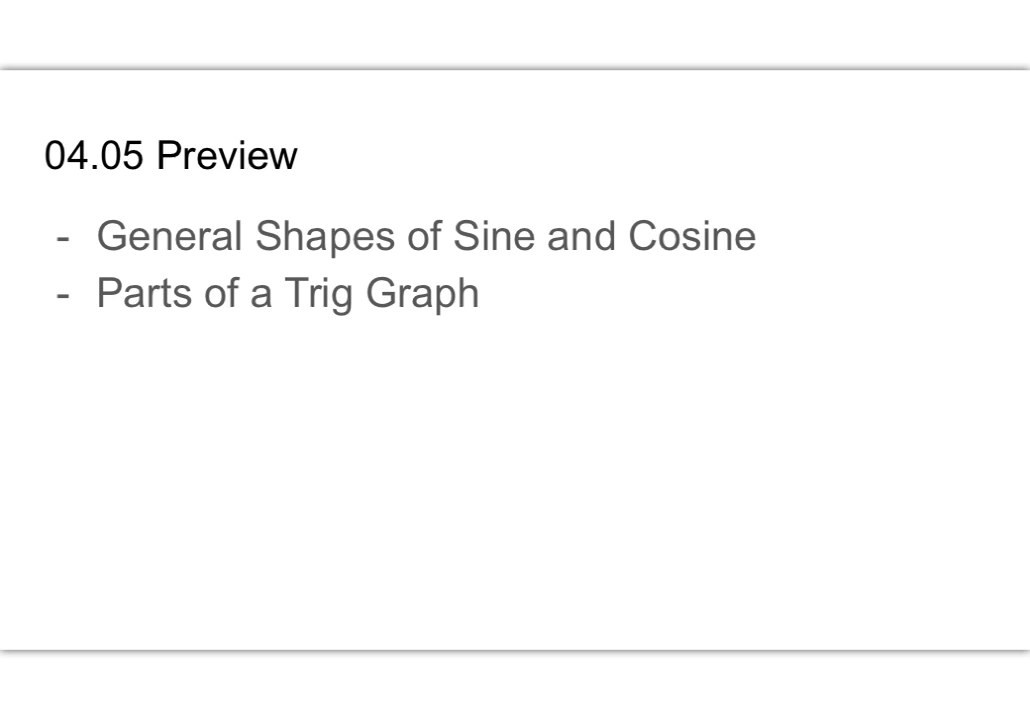 04.05 Preview
- General Shapes of Sine and Cosine
- Parts of a Trig Graph